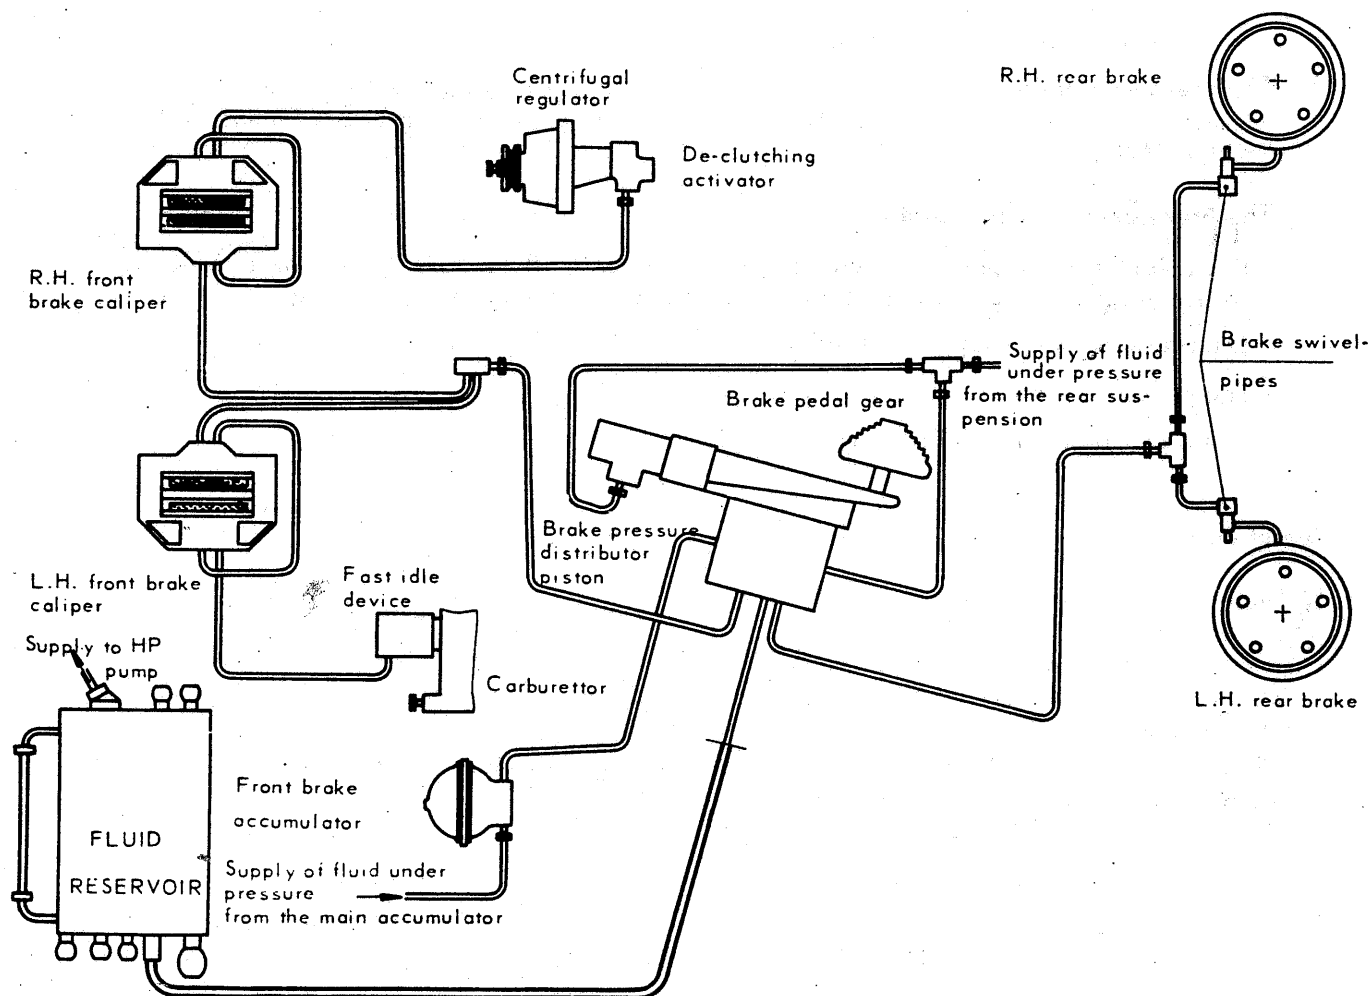 Centrifugal
regulator
R.H. rear brake
De-clutching
activator
R.H. front
brake caliper
Brake swivel-
pipes
Supply of fluid
under pressure
from the rear sus-
pension
Brake pedal gear
Brake pressure
distributor
piston
L.H. front brake
caliper
Fast idle
device
Supply to HP
pump
Carburettor
L.H. rear brake
Front brake
accumulator
FLUID
RESERVOIR
Supply of fluid under
pressure
from the main accumulator